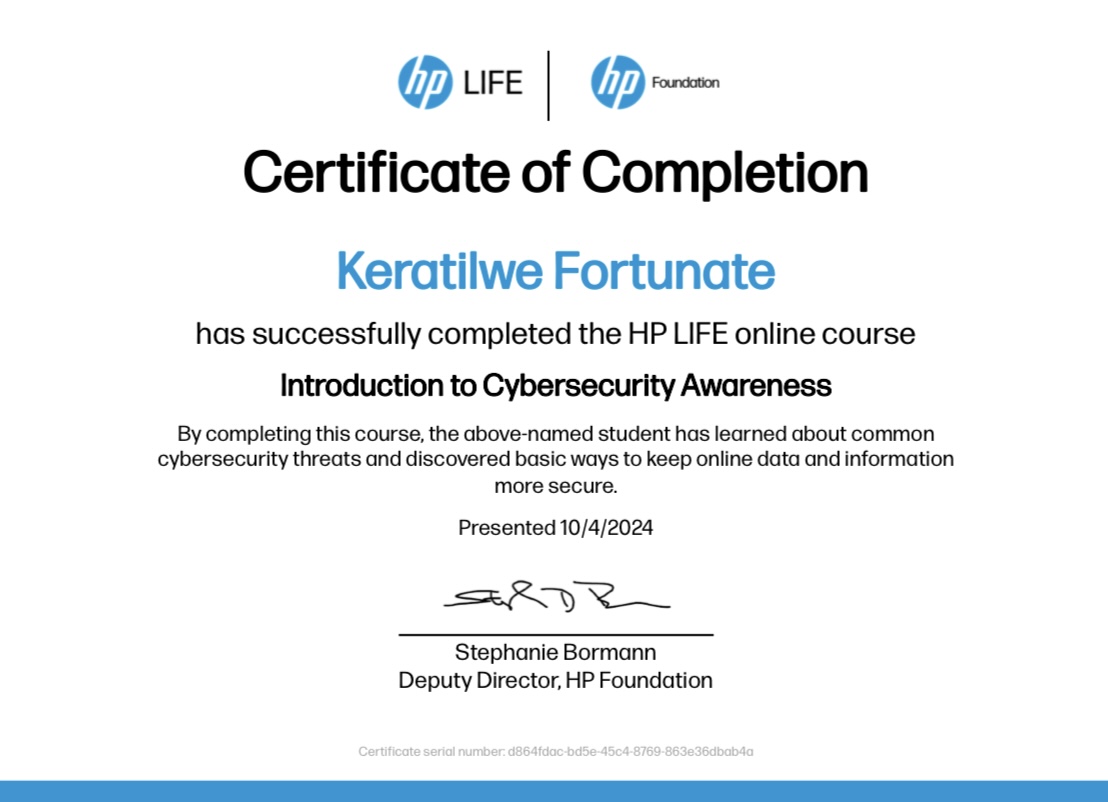 hp LIFE
hp Foundation
Certificate of Completion
Keratilwe Fortunate
has successfully completed the HP LIFE online course
Introduction to Cybersecurity Awareness
By completing this course, the above-named student has learned about common
cybersecurity threats and discovered basic ways to keep online data and information
more secure.
Presented 10/4/2024
Stephanie Bormann
Deputy Director, HP Foundation
Certificate serial number: d864fdac-bd5e-45c4-8769-863e36dbab4a